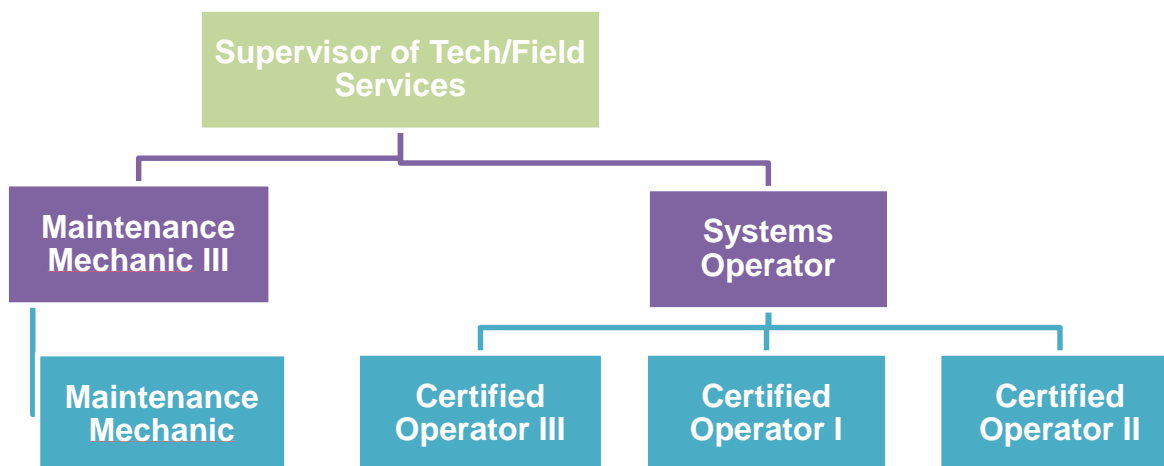 Supervisor of Tech/Field
Services
Maintenance
Mechanic III
Systems
Operator
Maintenance
Mechanic
Certified
Operator III
Certified
Operator I
Certified
Operator II